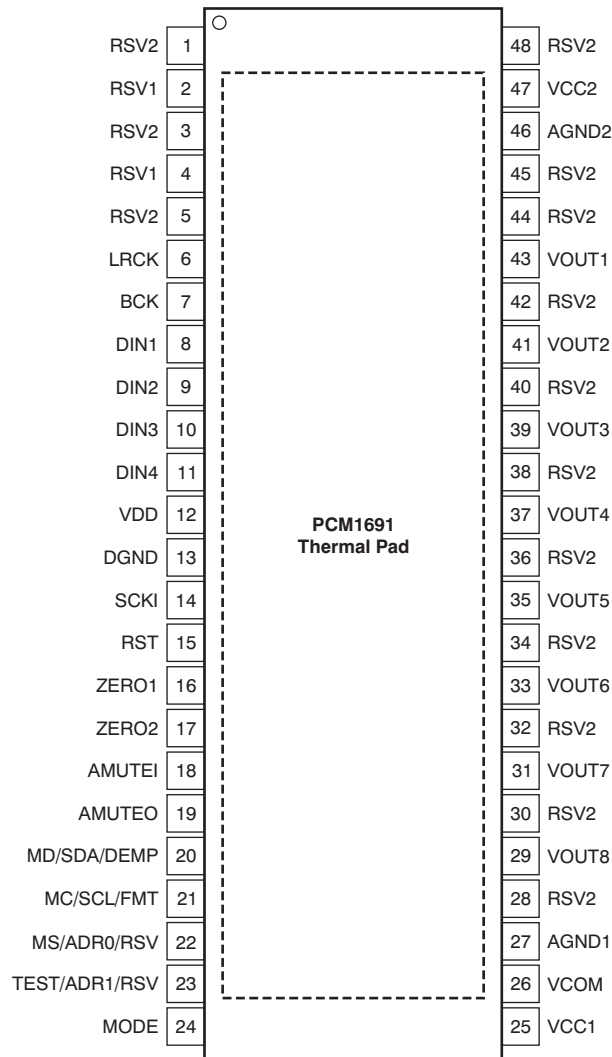 RSV2 1 48 RSV2
RSV1 2 47 VCC2
RSV2 3 46 AGND2
RSV1 4 45 RSV2
RSV2 5 44 RSV2
LRCK 6 43 VOUT1
BCK 7 42 RSV2
DIN1 8 41 VOUT2
DIN2 9 40 RSV2
DIN3 10 39 VOUT3
DIN4 11 38 RSV2
VDD 12 37 VOUT4
PCM1691
Thermal Pad
DGND 13 36 RSV2
SCKI 14 35 VOUT5
RST 15 34 RSV2
ZERO1 16 33 VOUT6
ZERO2 17 32 RSV2
AMUTEI 18 31 VOUT7
AMUTEO 19 30 RSV2
MD/SDA/DEMP 20 29 VOUT8
MC/SCL/FMT 21 28 RSV2
MS/ADR0/RSV 22 27 AGND1
TEST/ADR1/RSV 23 26 VCOM
MODE 24 25 VCC1